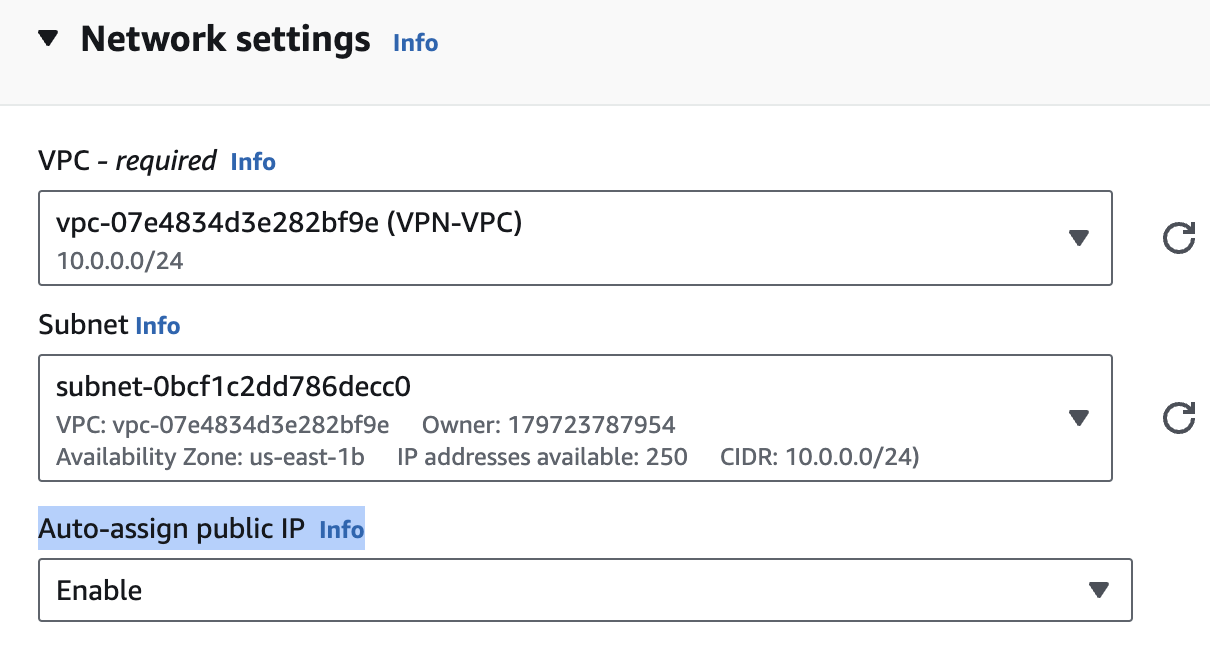 Network settings Info
VPC - required Info
vpc-07e4834d3e282bf9e (VPN-VPC)
10.0.0.0/24
Subnet Info
subnet-0bcf1c2dd786decc0
VPC: vpc-07e4834d3e282bf9e Owner: 179723787954
Availability Zone: us-east-1b IP addresses available: 250 CIDR: 10.0.0.0/24)
Auto-assign public IP Info
Enable